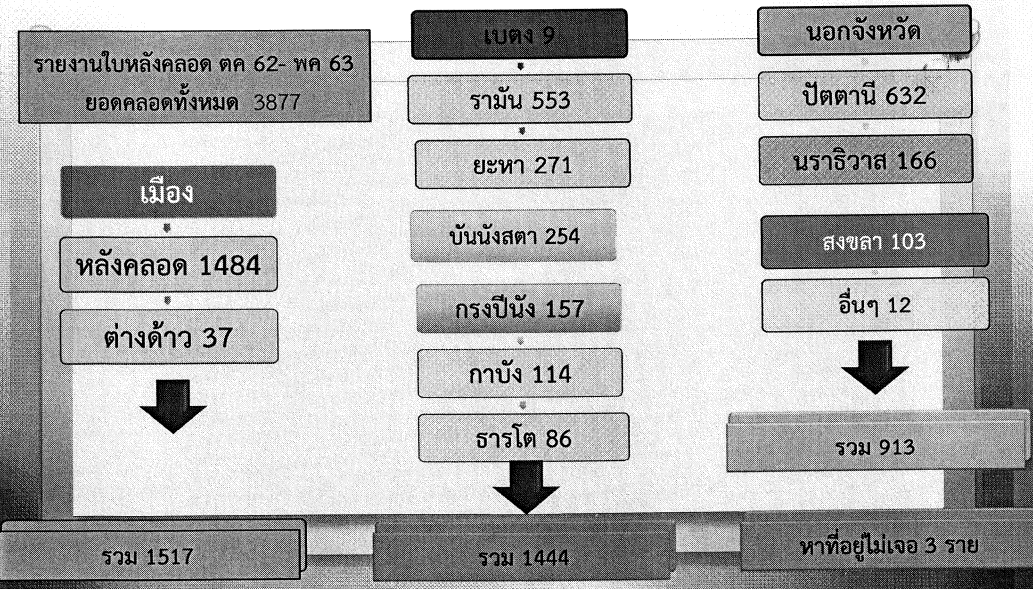 รายงานใบหลังคลอด ตค 62- พค 63
ยอดคลอดทั้งหมด 3877
เมือง
หลังคลอด 1484
ต่างด้าว 37
รวม 1517
เบตง 9
รามัน 553
ยะหา 271
บันนังสตา 254
กรงปีนัง 157
กาบัง 114
ธารโต 86
รวม 1444
นอกจังหวัด
ปัตตานี 632
นราธิวาส 166
สงขลา 103
อื่นๆ 12
รวม 913
หาที่อยู่ไม่เจอ 3 ราย